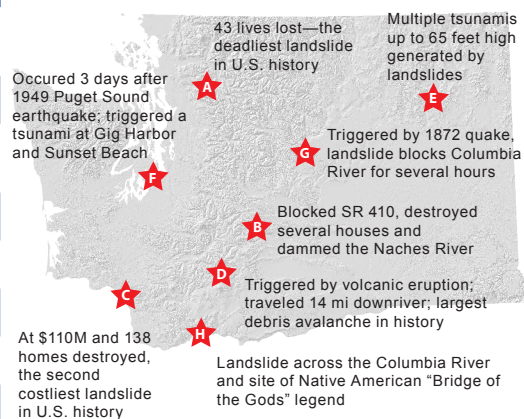 43 lives lost—the
deadliest landslide
in U.S. history
A
Multiple tsunamis
up to 65 feet high
generated by
landslides
E
Occured 3 days after
1949 Puget Sound
earthquake; triggered a
tsunami at Gig Harbor
and Sunset Beach
F
Triggered by 1872 quake,
landslide blocks Columbia
River for several hours
G
Blocked SR 410, destroyed
several houses and
dammed the Naches River
B
Triggered by volcanic eruption;
traveled 14 mi downriver; largest
debris avalanche in history
D
C
At $110M and 138
homes destroyed,
the second
costliest landslide
in U.S. history
H
Landslide across the Columbia River
and site of Native American “Bridge of
the Gods” legend